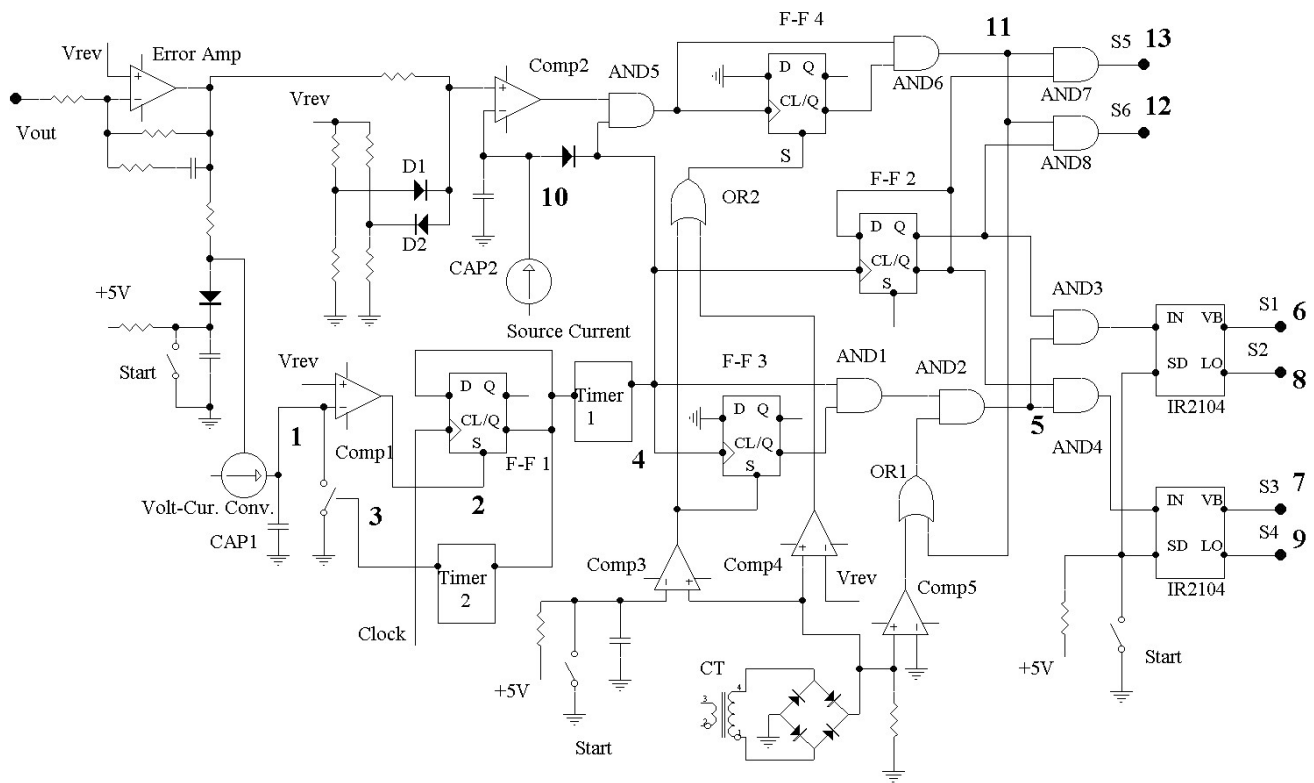 F-F 4
11
S5
13
Vrev
Error Amp
D Q
CL/Q
Comp2
AND5
AND6
AND7
Vout
Vrev
S
S6
12
AND8
D1
10
OR2
F-F 2
D2
D Q
CL/Q
S
CAP2
+5V
Source Current
AND3
S1
6
IN VB
Start
Vrev
F-F 3
AND1
AND2
S2
SD LO
8
D Q
CL/Q
S
Timer
1
D Q
CL/Q
S
IR2104
1
Comp1
F-F 1
4
5
AND4
OR1
Volt-Cur. Conv.
2
3
IN VB
S3
7
CAP1
S4
SD LO
9
Timer
2
Comp3
Comp4
Vrev
Comp5
IR2104
Clock
+5V
CT
+5V
Start
3
4
2
1
Start